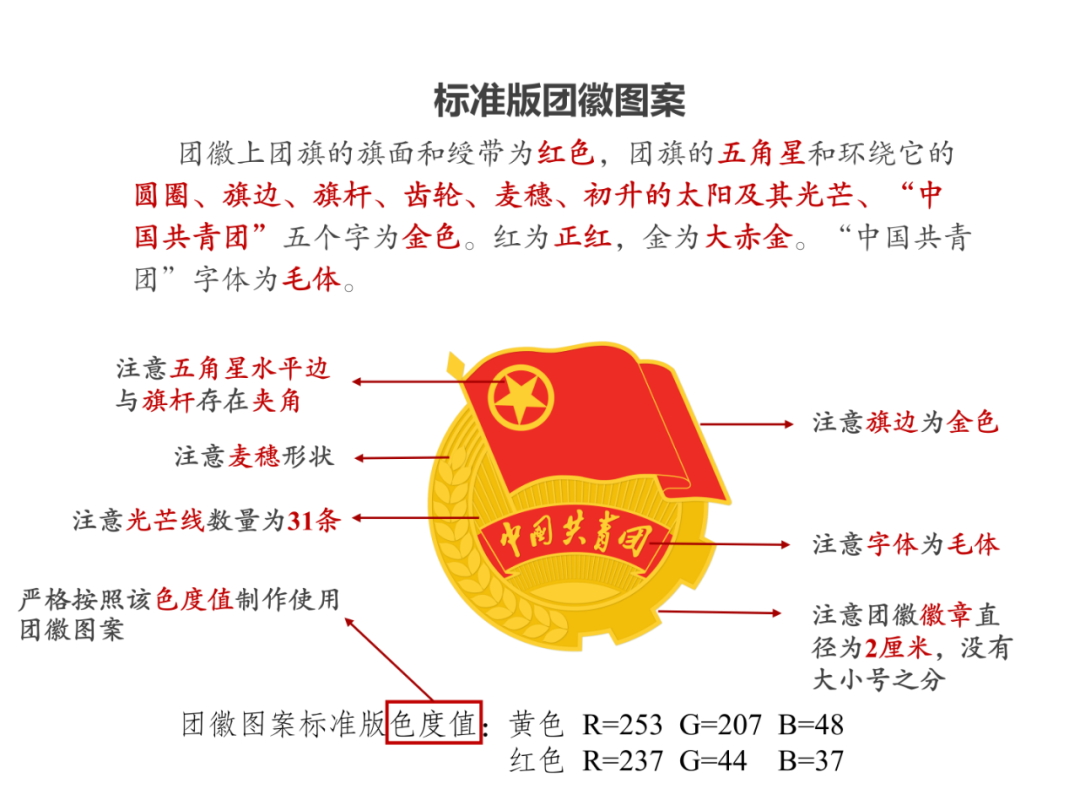 标准版团徽图案
团徽上团旗的旗面和绶带为红色，团旗的五角星和环绕它的
圆圈、旗边、旗杆、齿轮、麦穗、初升的太阳及其光芒、“中
国共青团”五个字为金色。红为正红，金为大赤金。“中国共青
团”字体为毛体。
注意五角星水平边
与旗杆存在夹角
注意麦穗形状
注意光芒线数量为31条
严格按照该色度值制作使用
团徽图案
中国共青团
注意旗边为金色
注意字体为毛体
注意团徽徽章直
径为2厘米，没有
大小号之分
团徽图案标准版色度值：黄色 R=253 G=207 B=48
红色 R=237 G=44 B=37